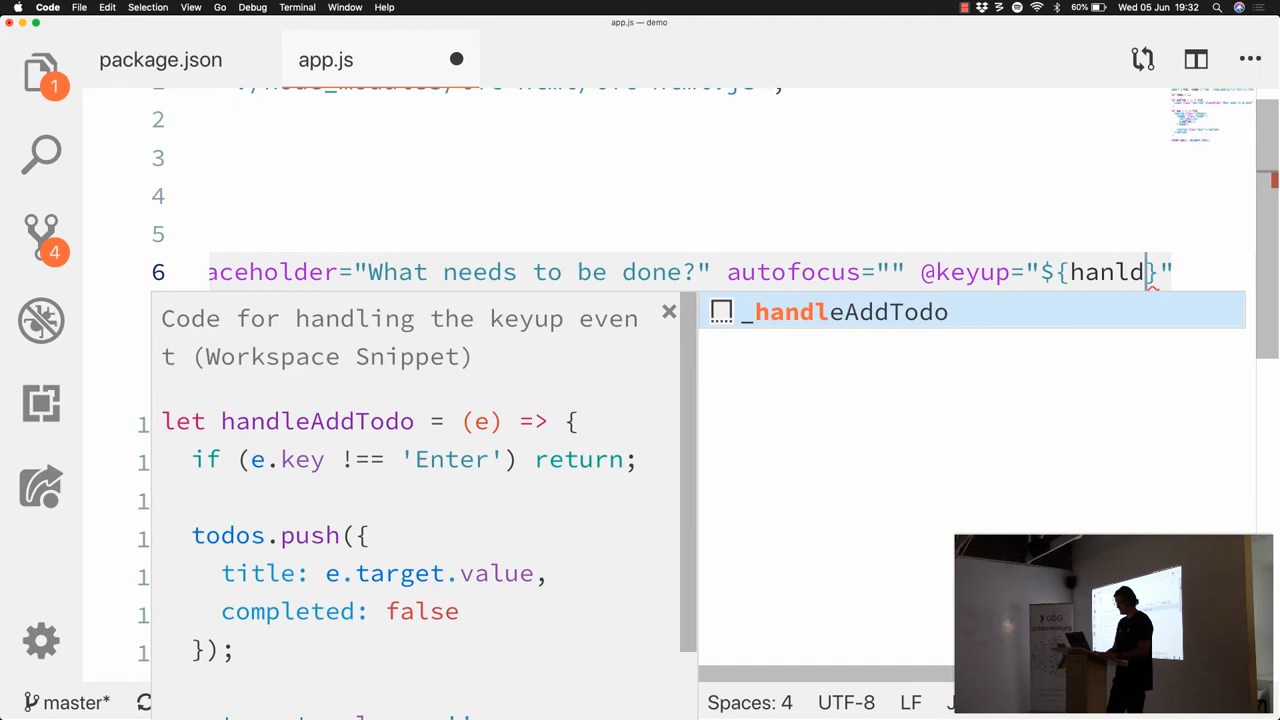 Code File Edit Selection View Go Debug Terminal Window Help 60% Wed 05 Jun 19:32
app.js — demo
1 package.json app.js
2
3
4
5
6 aceholder="What needs to be done?" autofocus="" @keyup="${hanld}"
4
Code for handling the keyup even
t (Workspace Snippet)
_handleAddTodo
let handleAddTodo = (e) => {
if (e.key !== 'Enter') return;
todos.push({
title: e.target.value,
completed: false
});
GDG
Johannesburg
master* Spaces: 4 UTF-8 LF